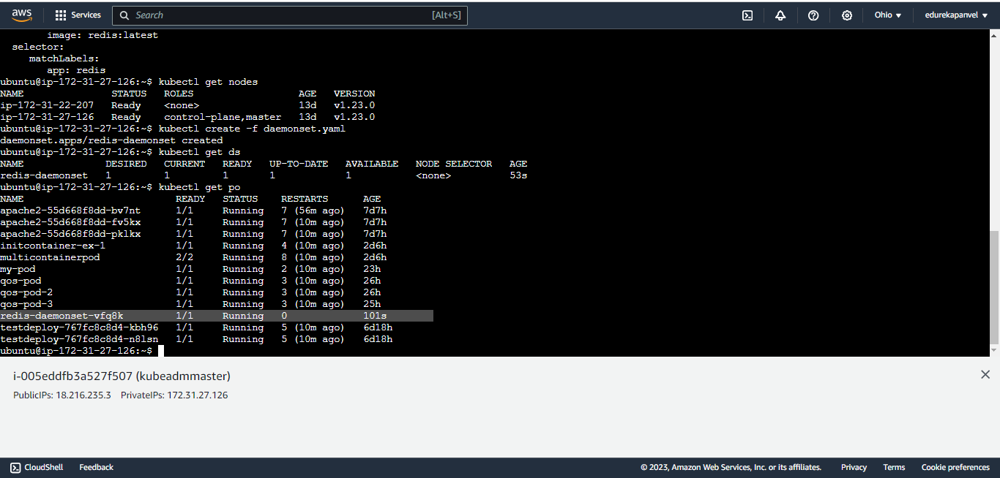 aws Services Search [Alt+S] Ohio edurekapanvel
image: redis:latest
selector:
matchLabels:
app: redis
ubuntu@ip-172-31-27-126:~$ kubectl get nodes
NAME STATUS ROLES AGE VERSION
ip-172-31-22-207 Ready <none> 13d v1.23.0
ip-172-31-27-126 Ready control-plane,master 13d v1.23.0
ubuntu@ip-172-31-27-126:~$ kubectl create -f daemonset.yaml
daemonset.apps/redis-daemonset created
ubuntu@ip-172-31-27-126:~$ kubectl get ds
NAME DESIRED CURRENT READY UP-TO-DATE AVAILABLE NODE SELECTOR AGE
redis-daemonset 1 1 1 1 1 <none> 53s
ubuntu@ip-172-31-27-126:~$ kubectl get po
NAME READY STATUS RESTARTS AGE
apache2-55d668f8dd-bv7nt 1/1 Running 7 (56m ago) 7d7h
apache2-55d668f8dd-fv5kx 1/1 Running 7 (10m ago) 7d7h
apache2-55d668f8dd-pklkx 1/1 Running 7 (10m ago) 7d7h
initcontainer-ex-1 1/1 Running 4 (10m ago) 2d6h
multicontainerpod 2/2 Running 8 (10m ago) 2d6h
my-pod 1/1 Running 2 (10m ago) 23h
qos-pod 1/1 Running 3 (10m ago) 26h
qos-pod-2 1/1 Running 3 (10m ago) 26h
qos-pod-3 1/1 Running 3 (10m ago) 25h
redis-daemonset-vfq8k 1/1 Running 0 101s
testdeploy-767fc8c8d4-kbh96 1/1 Running 5 (10m ago) 6d18h
testdeploy-767fc8c8d4-n8lsn 1/1 Running 5 (10m ago) 6d18h
ubuntu@ip-172-31-27-126:~$
i-005eddfb3a527f507 (kubeadmmaster)
PublicIPs: 18.216.235.3 PrivateIPs: 172.31.27.126
CloudShell Feedback © 2023, Amazon Web Services, Inc. or its affiliates. Privacy Terms Cookie preferences